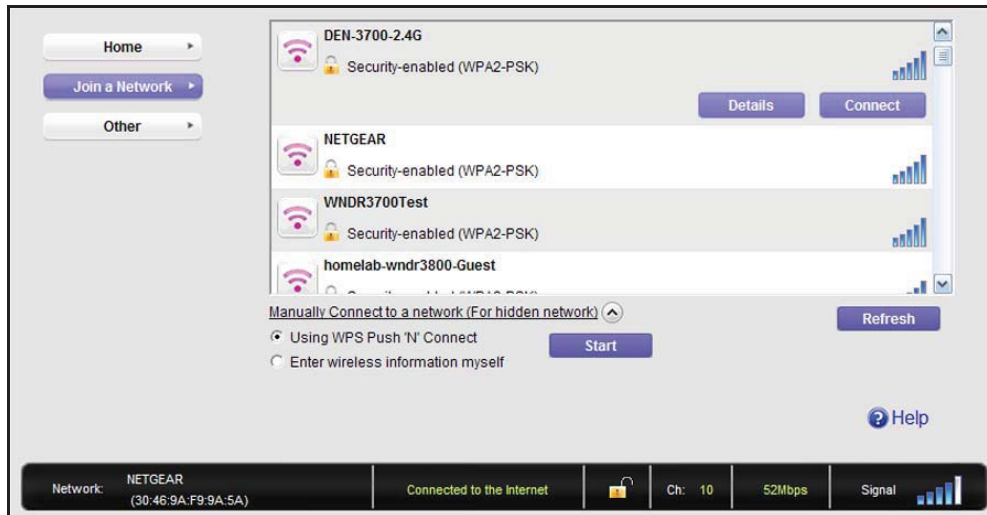 Home
Join a Network
Other
DEN-3700-2.4G
Security-enabled (WPA2-PSK)
Details
Connect
NETGEAR
Security-enabled (WPA2-PSK)
WNDR3700Test
Security-enabled (WPA2-PSK)
homelab-wndr3800-Guest
Manually Connect to a network (For hidden network)
Refresh
Using WPS Push 'N' Connect
Start
Enter wireless information myself
Help
Network:
NETGEAR
(30:46:9A:F9:9A:5A)
Connected to the Internet
Ch: 10
52Mbps
Signal